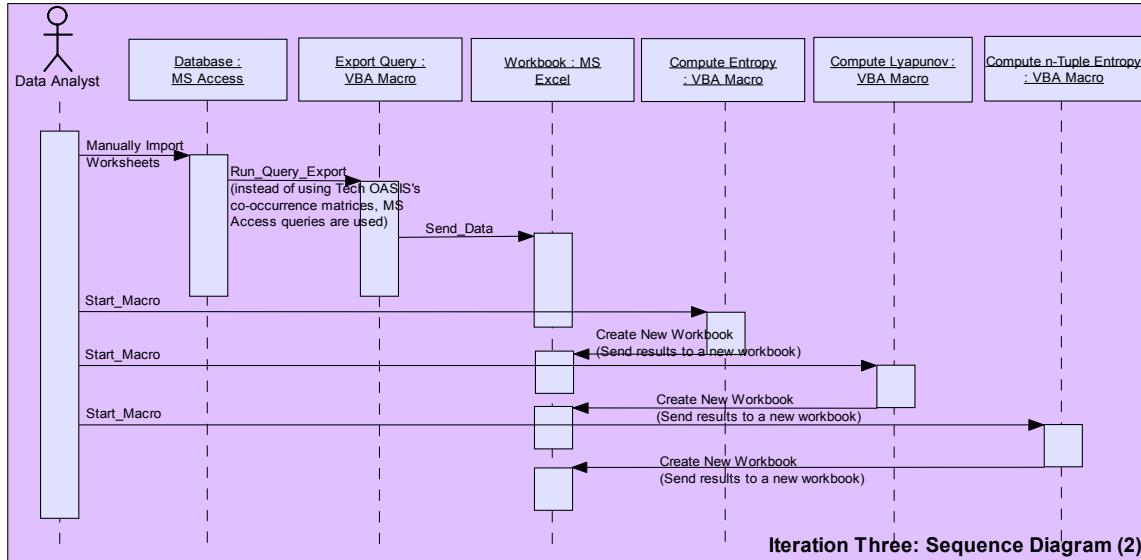 Data Analyst
Database :
MS Access
Export Query :
VBA Macro
Workbook : MS
Excel
Compute Entropy
: VBA Macro
Compute Lyapunov :
VBA Macro
Compute n-Tuple Entropy
: VBA Macro
Manually Import
Worksheets
Run_Query_Export
(instead of using Tech OASIS's
co-occurrence matrices, MS
Access queries are used)
Send_Data
Start_Macro
Create New Workbook
(Send results to a new workbook)
Start_Macro
Create New Workbook
(Send results to a new workbook)
Start_Macro
Create New Workbook
(Send results to a new workbook)
Iteration Three: Sequence Diagram (2)